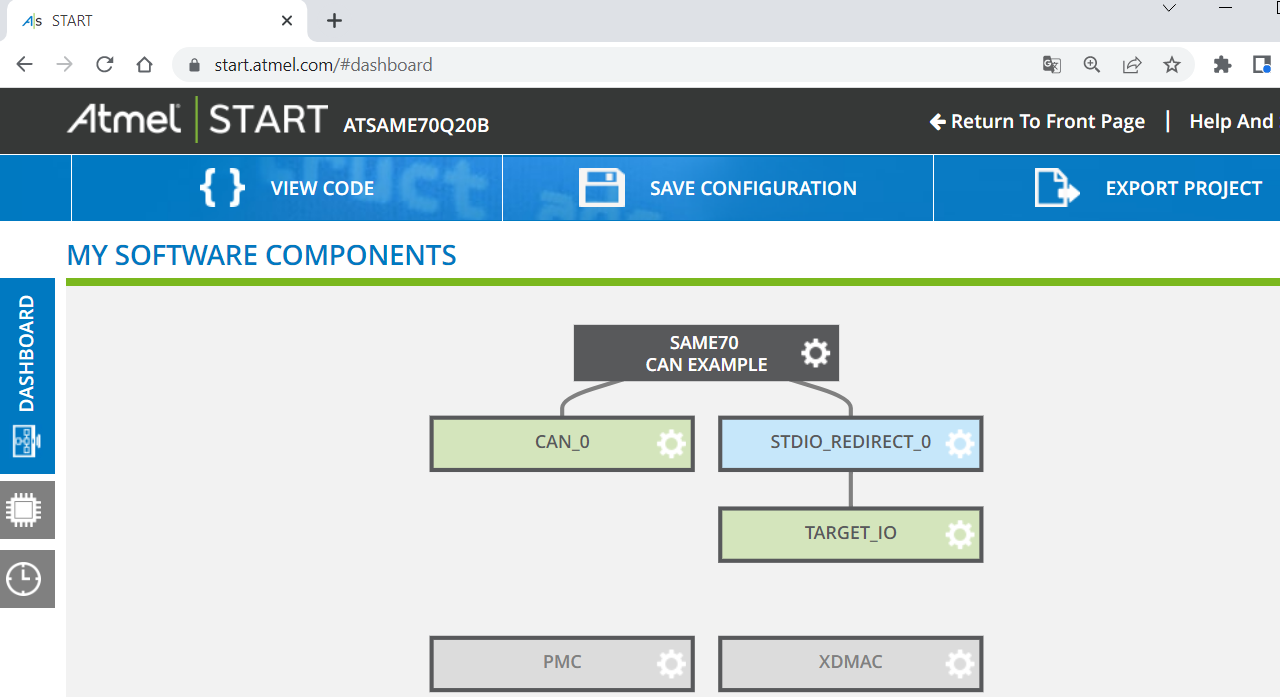 START
start.atmel.com/#dashboard
Atmel START ATSAME70Q20B
Return To Front Page | Help And
VIEW CODE
SAVE CONFIGURATION
EXPORT PROJECT
MY SOFTWARE COMPONENTS
DASHBOARD
SAME70
CAN EXAMPLE
CAN_0
STDIO_REDIRECT_0
TARGET_IO
PMC
XDMAC